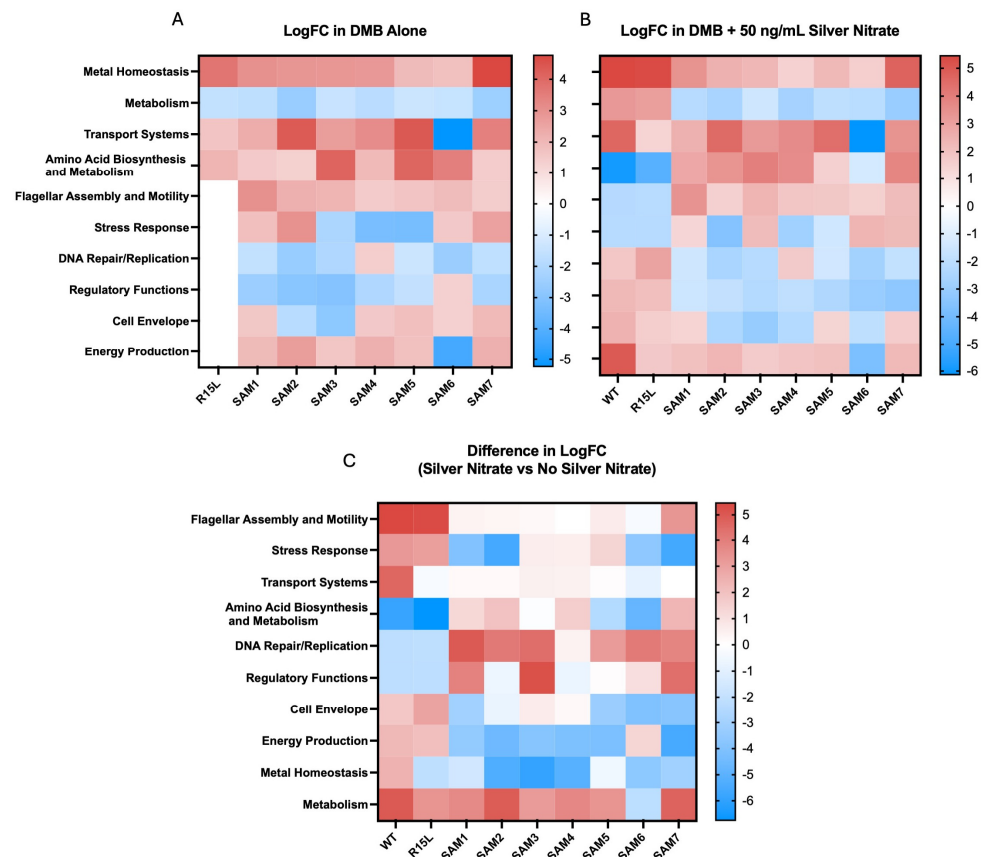 A
LogFC in DMB Alone
Metal Homeostasis
Metabolism
Transport Systems
Amino Acid Biosynthesis
and Metabolism
Flagellar Assembly and Motility
Stress Response
DNA Repair/Replication
Regulatory Functions
Cell Envelope
Energy Production
R15L
SAM1
SAM2
SAM3
SAM4
SAM5
SAM6
SAM7
4
3
2
1
0
-1
-2
-3
-4
-5
B
LogFC in DMB + 50 ng/mL Silver Nitrate
WT
R15L
SAM1
SAM2
SAM3
SAM4
SAM5
SAM6
SAM7
5
4
3
2
1
0
-1
-2
-3
-4
-5
-6
C
Difference in LogFC
(Silver Nitrate vs No Silver Nitrate)
Flagellar Assembly and Motility
Stress Response
Transport Systems
Amino Acid Biosynthesis
and Metabolism
DNA Repair/Replication
Regulatory Functions
Cell Envelope
Energy Production
Metal Homeostasis
Metabolism
WT
R15L
SAM1
SAM2
SAM3
SAM4
SAM5
SAM6
SAM7
5
4
3
2
1
0
-1
-2
-3
-4
-5
-6